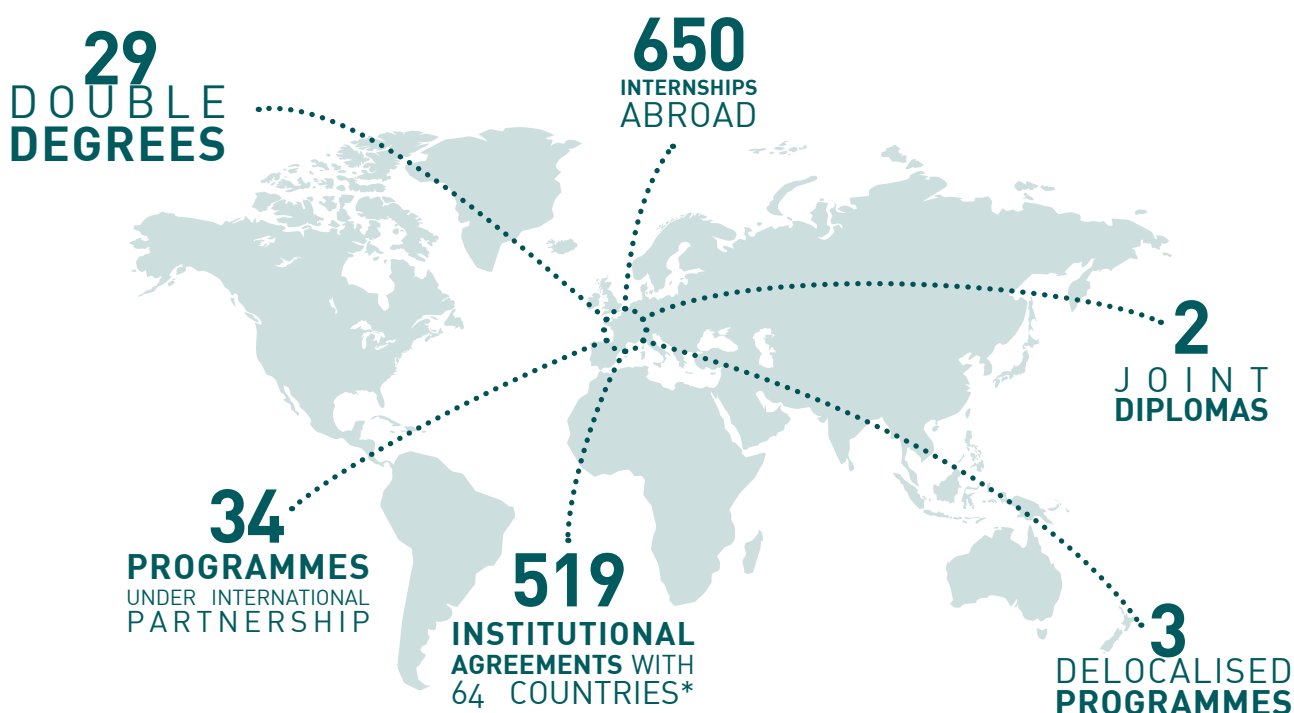 29
DOUBLE
DEGREES
650
INTERNSHIPS
ABROAD
2
JOINT
DIPLOMAS
34
PROGRAMMES
UNDER INTERNATIONAL
PARTNERSHIP
519
INSTITUTIONAL
AGREEMENTS WITH
64 COUNTRIES*
3
DELOCALISED
PROGRAMMES